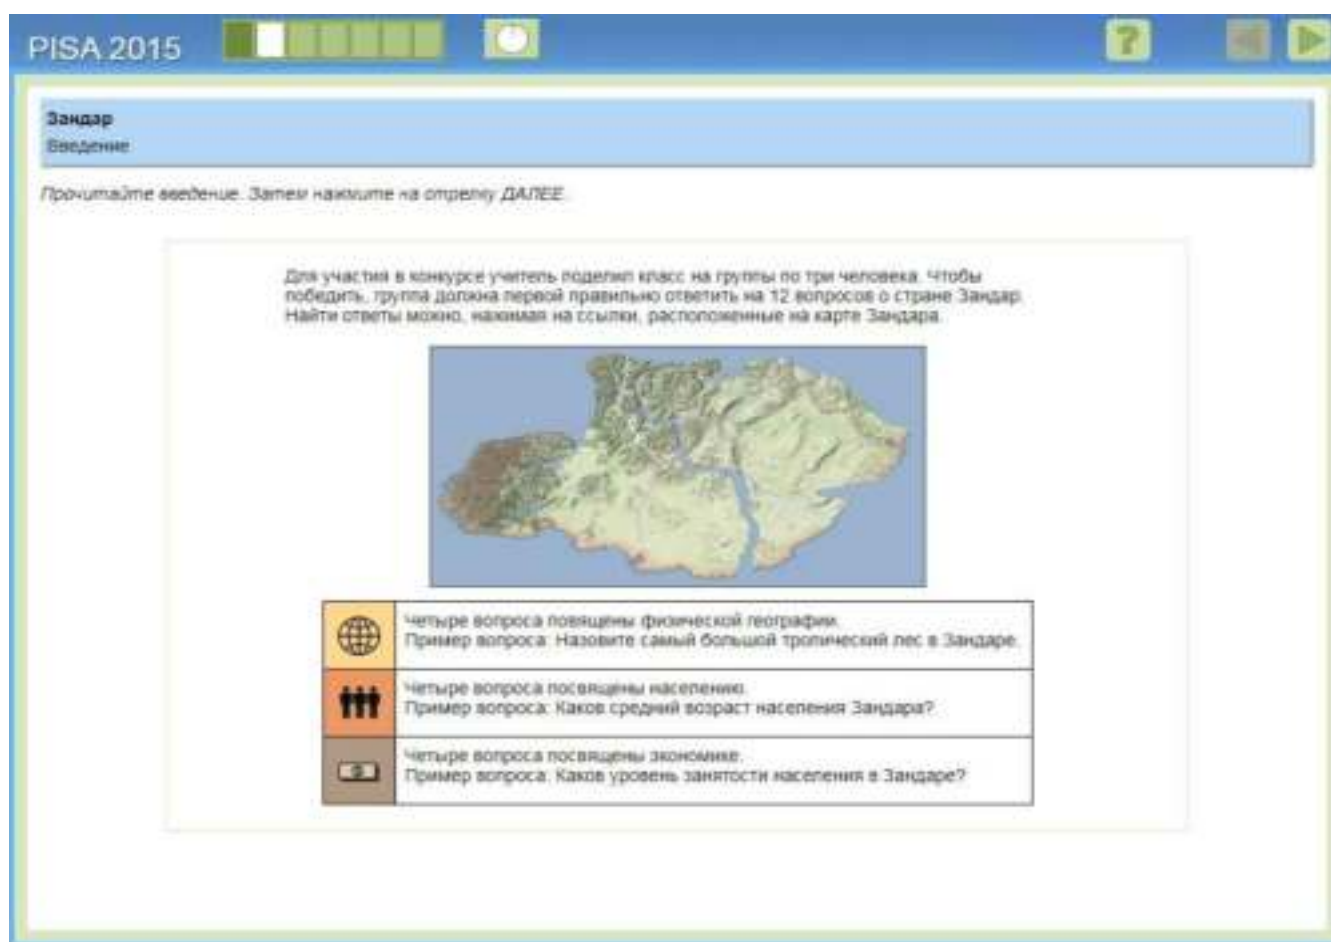 PISA 2015
?
Зандар
Введение
Прочитайте введение. Затем нажмите на стрелку ДАЛЕЕ.
Для участия в конкурсе учитель поделил класс на группы по три человека. Чтобы
победить, группа должна первой правильно ответить на 12 вопросов о стране Зандар.
Найти ответы можно, нажимая на ссылки, расположенные на карте Зандара.
Четыре вопроса повящены физической географии.
Пример вопроса: Назовите самый большой тропический лес в Зандаре.
Четыре вопроса посвящены населению.
Пример вопроса: Каков средний возраст населения Зандара?
Четыре вопроса посвящены экономике.
Пример вопроса: Каков уровень занятости населения в Зандаре?